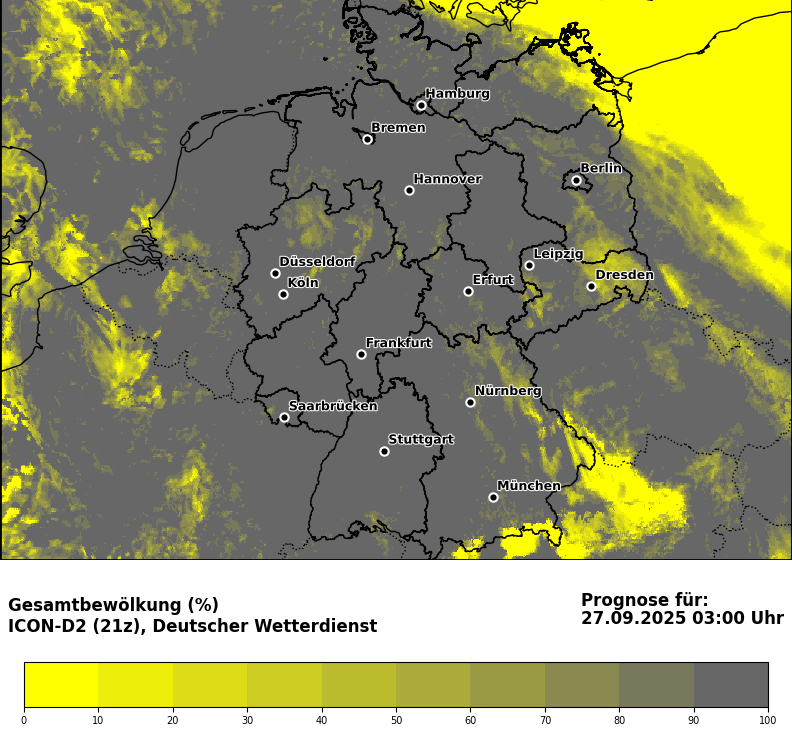 Hamburg
Bremen
Berlin
Hannover
Leipzig
Düsseldorf
Dresden
Köln
Erfurt
Frankfurt
Nürnberg
Saarbrücken
Stuttgart
München
Gesamtbewölkung (%)
ICON-D2 (21z), Deutscher Wetterdienst
Prognose für:
27.09.2025 03:00 Uhr
0 10 20 30 40 50 60 70 80 90 100